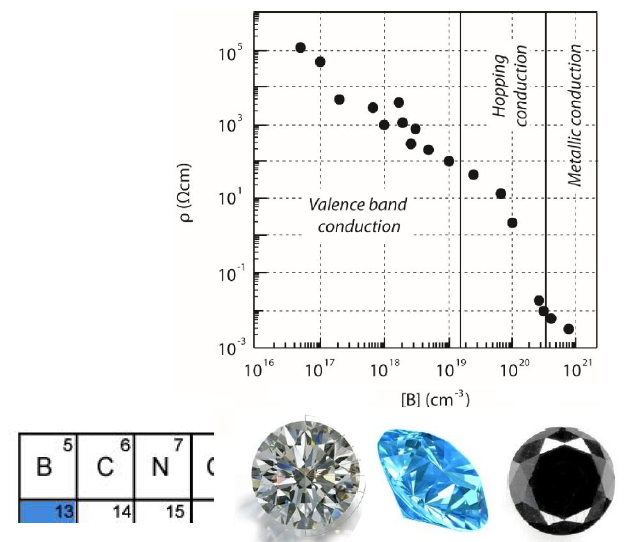 10^5
10^3
10^1
10^-1
10^-3
ρ (Ωcm)
Valence band
conduction
Hopping
conduction
Metallic conduction
10^16 10^17 10^18 10^19 10^20 10^21
[B] (cm^-3)
5 6 7
B C N
13 14 15